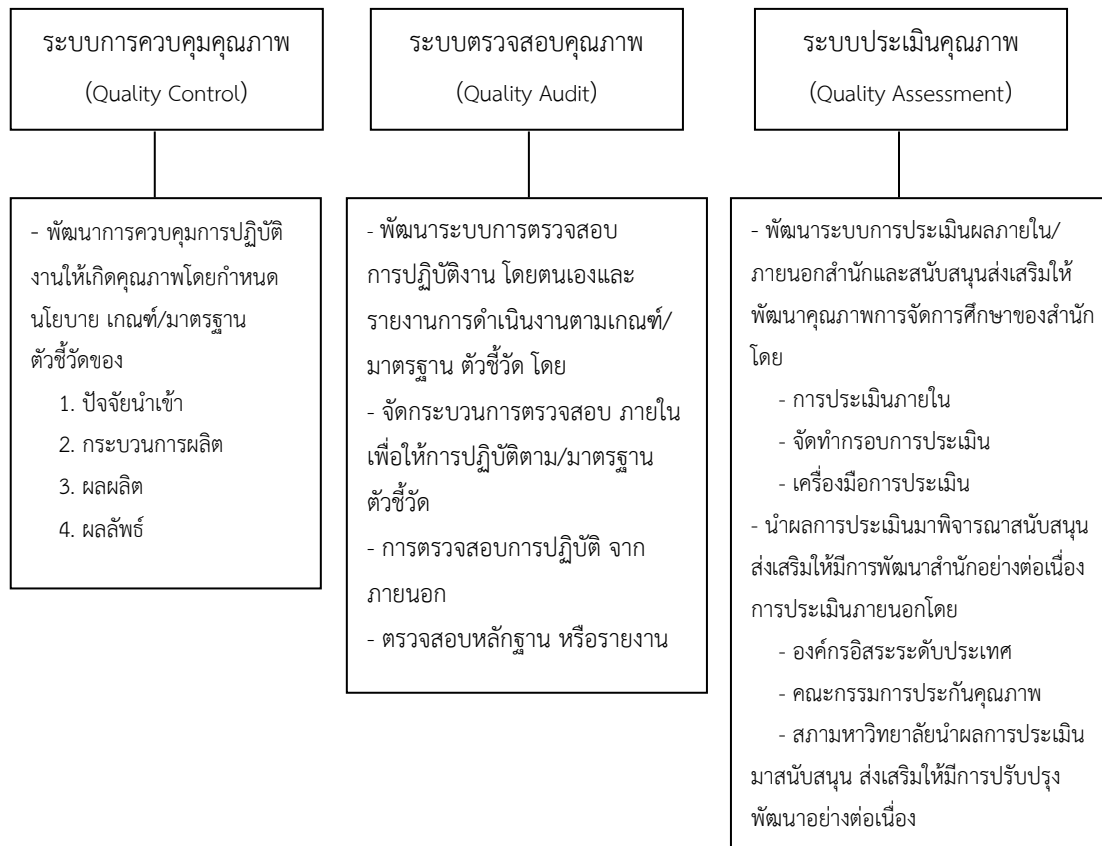 ระบบการควบคุมคุณภาพ
(Quality Control)
ระบบตรวจสอบคุณภาพ
(Quality Audit)
ระบบประเมินคุณภาพ
(Quality Assessment)
- พัฒนาการควบคุมการปฏิบัติ
งานให้เกิดคุณภาพโดยกำหนด
นโยบาย เกณฑ์/มาตรฐาน
ตัวชี้วัดของ
1. ปัจจัยนำเข้า
2. กระบวนการผลิต
3. ผลผลิต
4. ผลลัพธ์
- พัฒนาระบบการตรวจสอบ
การปฏิบัติงาน โดยตนเองและ
รายงานการดำเนินงานตามเกณฑ์/
มาตรฐาน ตัวชี้วัด โดย
- จัดกระบวนการตรวจสอบ ภายใน
เพื่อให้การปฏิบัติตาม/มาตรฐาน
ตัวชี้วัด
- การตรวจสอบการปฏิบัติ จาก
ภายนอก
- ตรวจสอบหลักฐาน หรือรายงาน
- พัฒนาระบบการประเมินผลภายใน/
ภายนอกสำนักและสนับสนุนส่งเสริมให้
พัฒนาคุณภาพการจัดการศึกษาของสำนัก
โดย
- การประเมินภายใน
- จัดทำกรอบการประเมิน
- เครื่องมือการประเมิน
- นำผลการประเมินมาพิจารณาสนับสนุน
ส่งเสริมให้มีการพัฒนาสำนักอย่างต่อเนื่อง
การประเมินภายนอกโดย
- องค์กรอิสระระดับประเทศ
- คณะกรรมการประกันคุณภาพ
- สภามหาวิทยาลัยนำผลการประเมิน
มาสนับสนุน ส่งเสริมให้มีการปรับปรุง
พัฒนาอย่างต่อเนื่อง